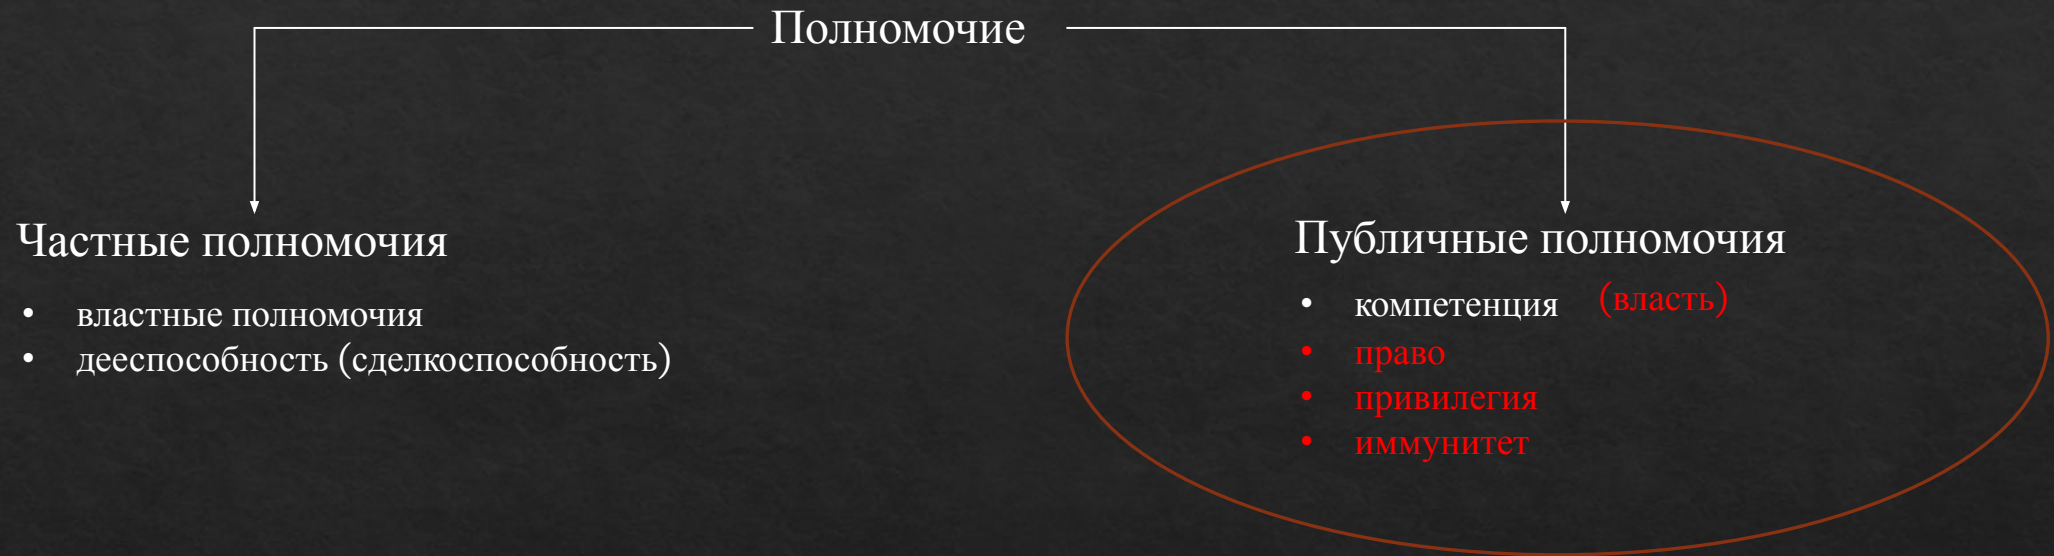 Полномочие
Частные полномочия
• властные полномочия
• дееспособность (сделкоспособность)
Публичные полномочия
• компетенция (власть)
• право
• привилегия
• иммунитет